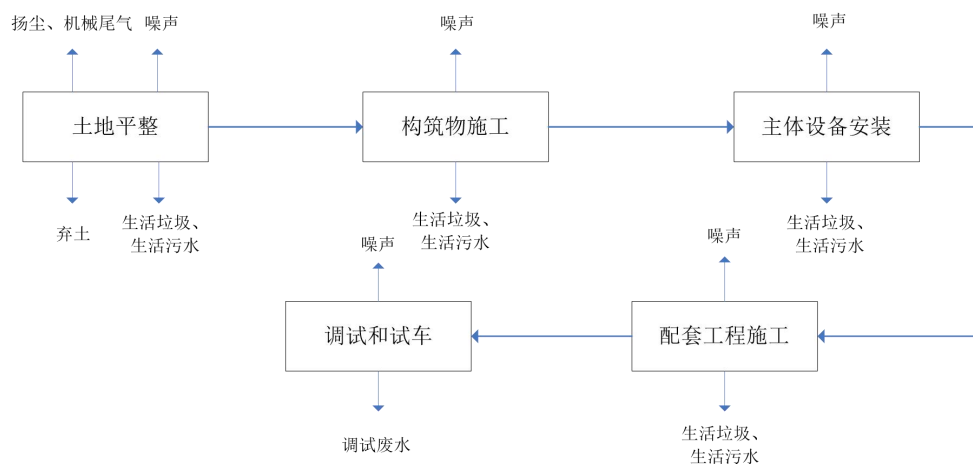 扬尘、机械尾气
噪声
噪声
噪声
土地平整
构筑物施工
主体设备安装
弃土
生活垃圾、
生活污水
生活垃圾、
生活污水
生活垃圾、
生活污水
噪声
噪声
调试和试车
配套工程施工
调试废水
生活垃圾、
生活污水